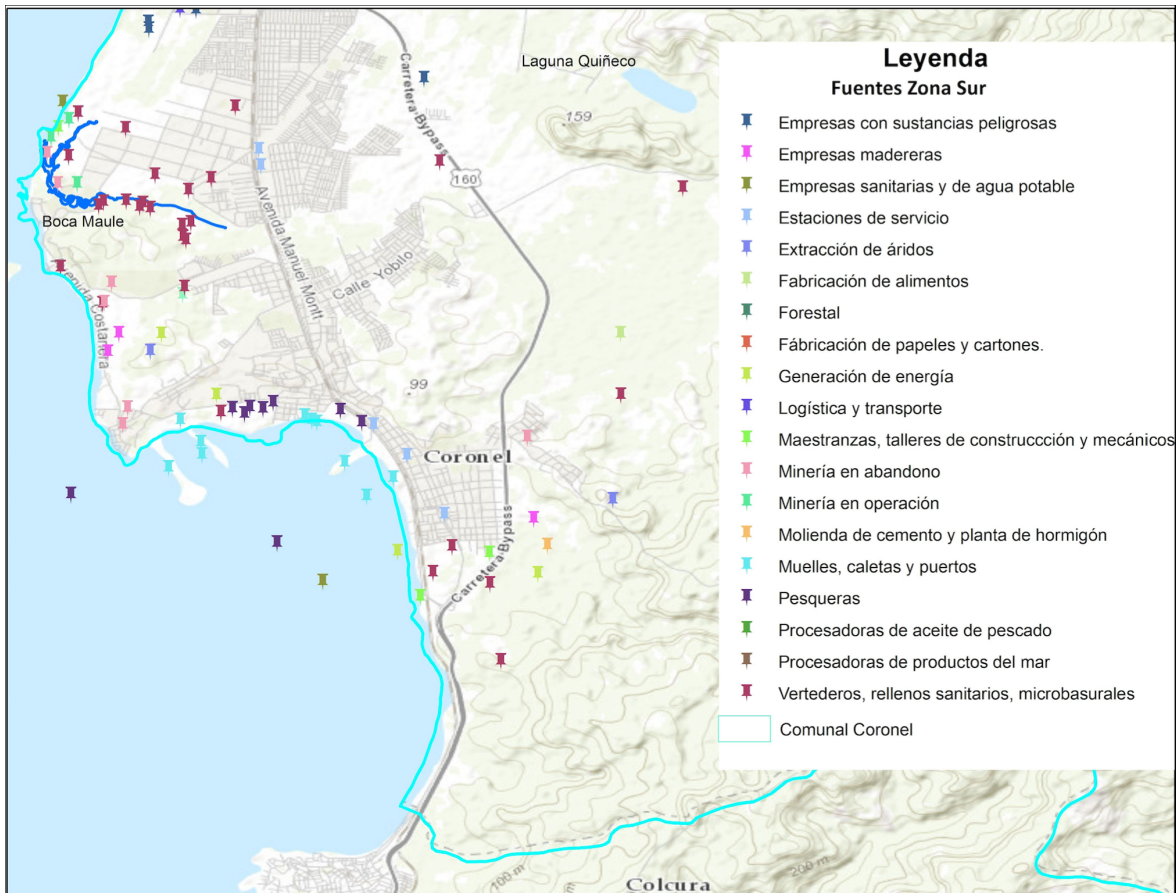 Laguna Quiñeco
Carretera Bypass
159
160
Boca Maule
Avenida Manuel Montt
Calle Yobilo
Avenida Costanera
99
Coronel
Carretera Bypass
Colcura
100 m
200 m
Leyenda
Fuentes Zona Sur
Empresas con sustancias peligrosas
Empresas madereras
Empresas sanitarias y de agua potable
Estaciones de servicio
Extracción de áridos
Fabricación de alimentos
Forestal
Fábricación de papeles y cartones.
Generación de energía
Logística y transporte
Maestranzas, talleres de construccción y mecánicos
Minería en abandono
Minería en operación
Molienda de cemento y planta de hormigón
Muelles, caletas y puertos
Pesqueras
Procesadoras de aceite de pescado
Procesadoras de productos del mar
Vertederos, rellenos sanitarios, microbasurales
Comunal Coronel